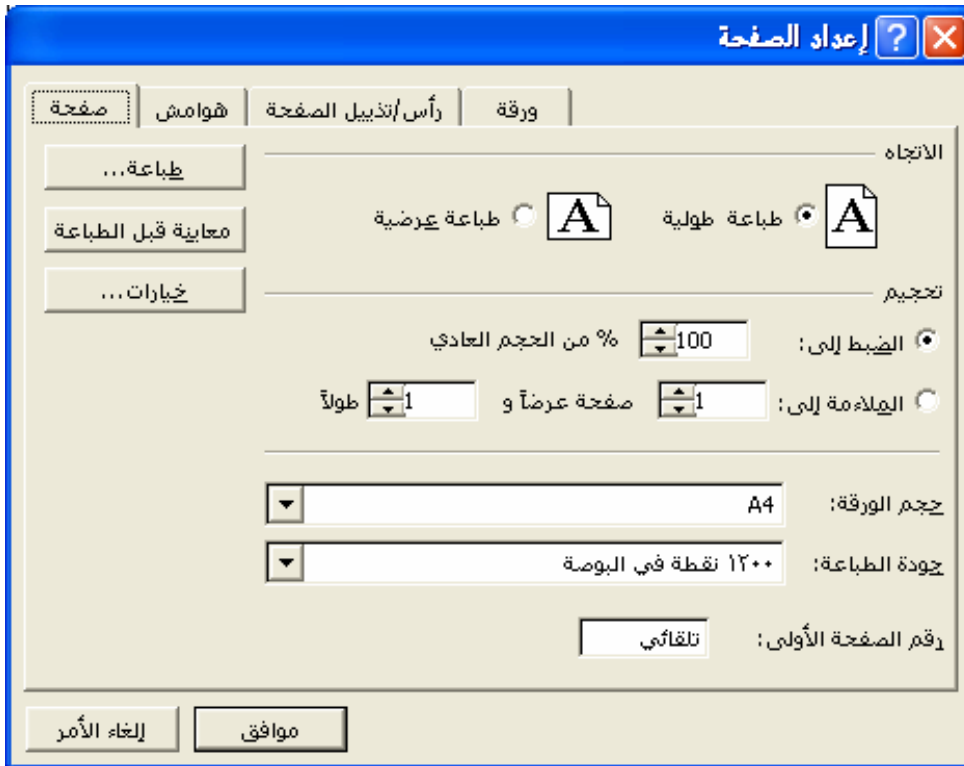 إعداد الصفحة
صفحة
هوامش
رأس/تذييل الصفحة
ورقة
الاتجاه
A طباعة طولية
A طباعة عرضية
تحجيم
الضبط إلى: 100 % من الحجم العادي
الملاءمة إلى: 1 صفحة عرضاً و 1 طولاً
حجم الورقة: A4
جودة الطباعة: ١٢٠٠ نقطة في البوصة
رقم الصفحة الأولى: تلقائي
طباعة...
معاينة قبل الطباعة
خيارات...
موافق
إلغاء الأمر